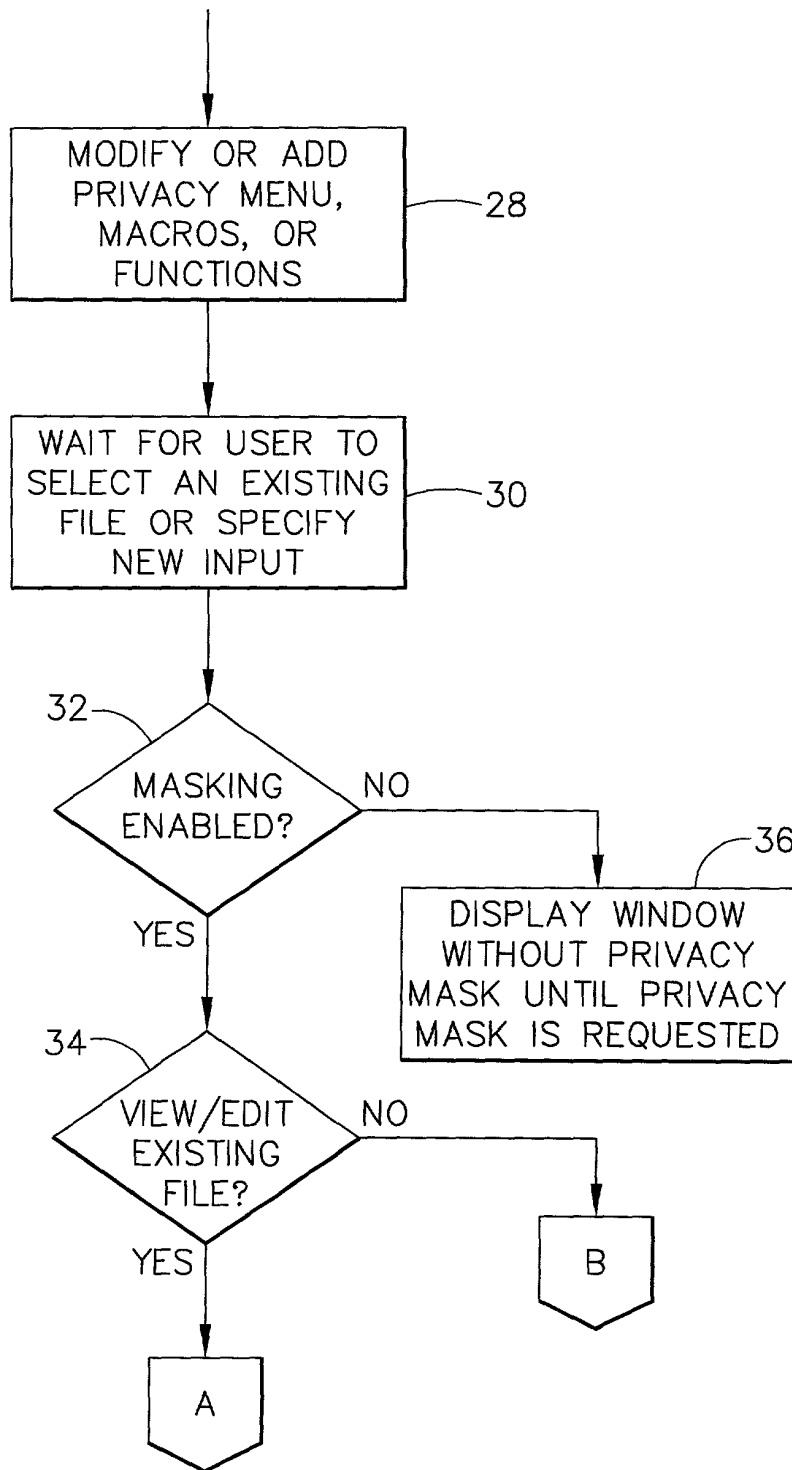 MODIFY OR ADD
PRIVACY MENU,
MACROS, OR
FUNCTIONS
28
WAIT FOR USER TO
SELECT AN EXISTING
FILE OR SPECIFY
NEW INPUT
30
32
MASKING
ENABLED?
NO
YES
36
DISPLAY WINDOW
WITHOUT PRIVACY
MASK UNTIL PRIVACY
MASK IS REQUESTED
34
VIEW/EDIT
EXISTING
FILE?
NO
YES
B
A